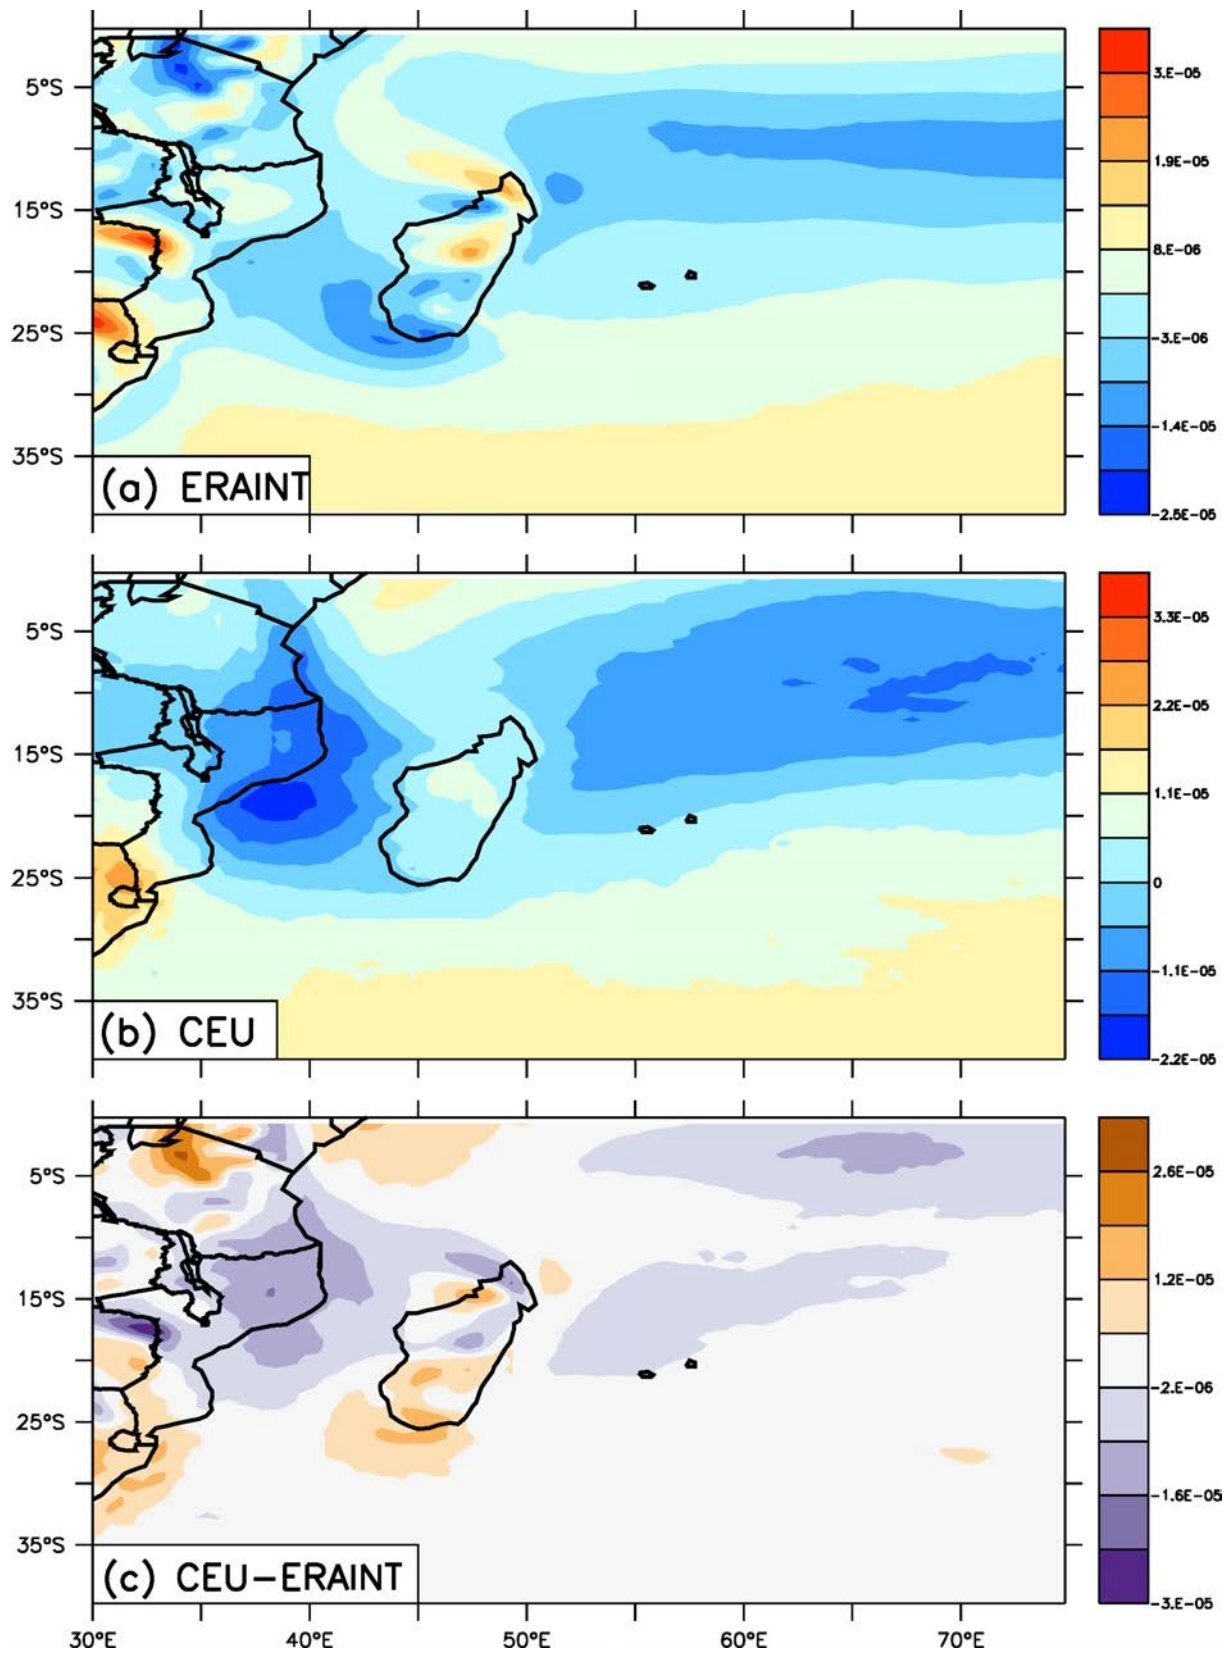 5°S
15°S
25°S
35°S
(a) ERAINT
3.E-05
1.9E-05
8.E-06
-3.E-06
-1.4E-05
-2.5E-05
5°S
15°S
25°S
35°S
(b) CEU
3.3E-05
2.2E-05
1.1E-05
0
-1.1E-05
-2.2E-05
5°S
15°S
25°S
35°S
(c) CEU-ERAINT
2.6E-05
1.2E-05
-2.E-06
-1.6E-05
-3.E-05
30°E 40°E 50°E 60°E 70°E